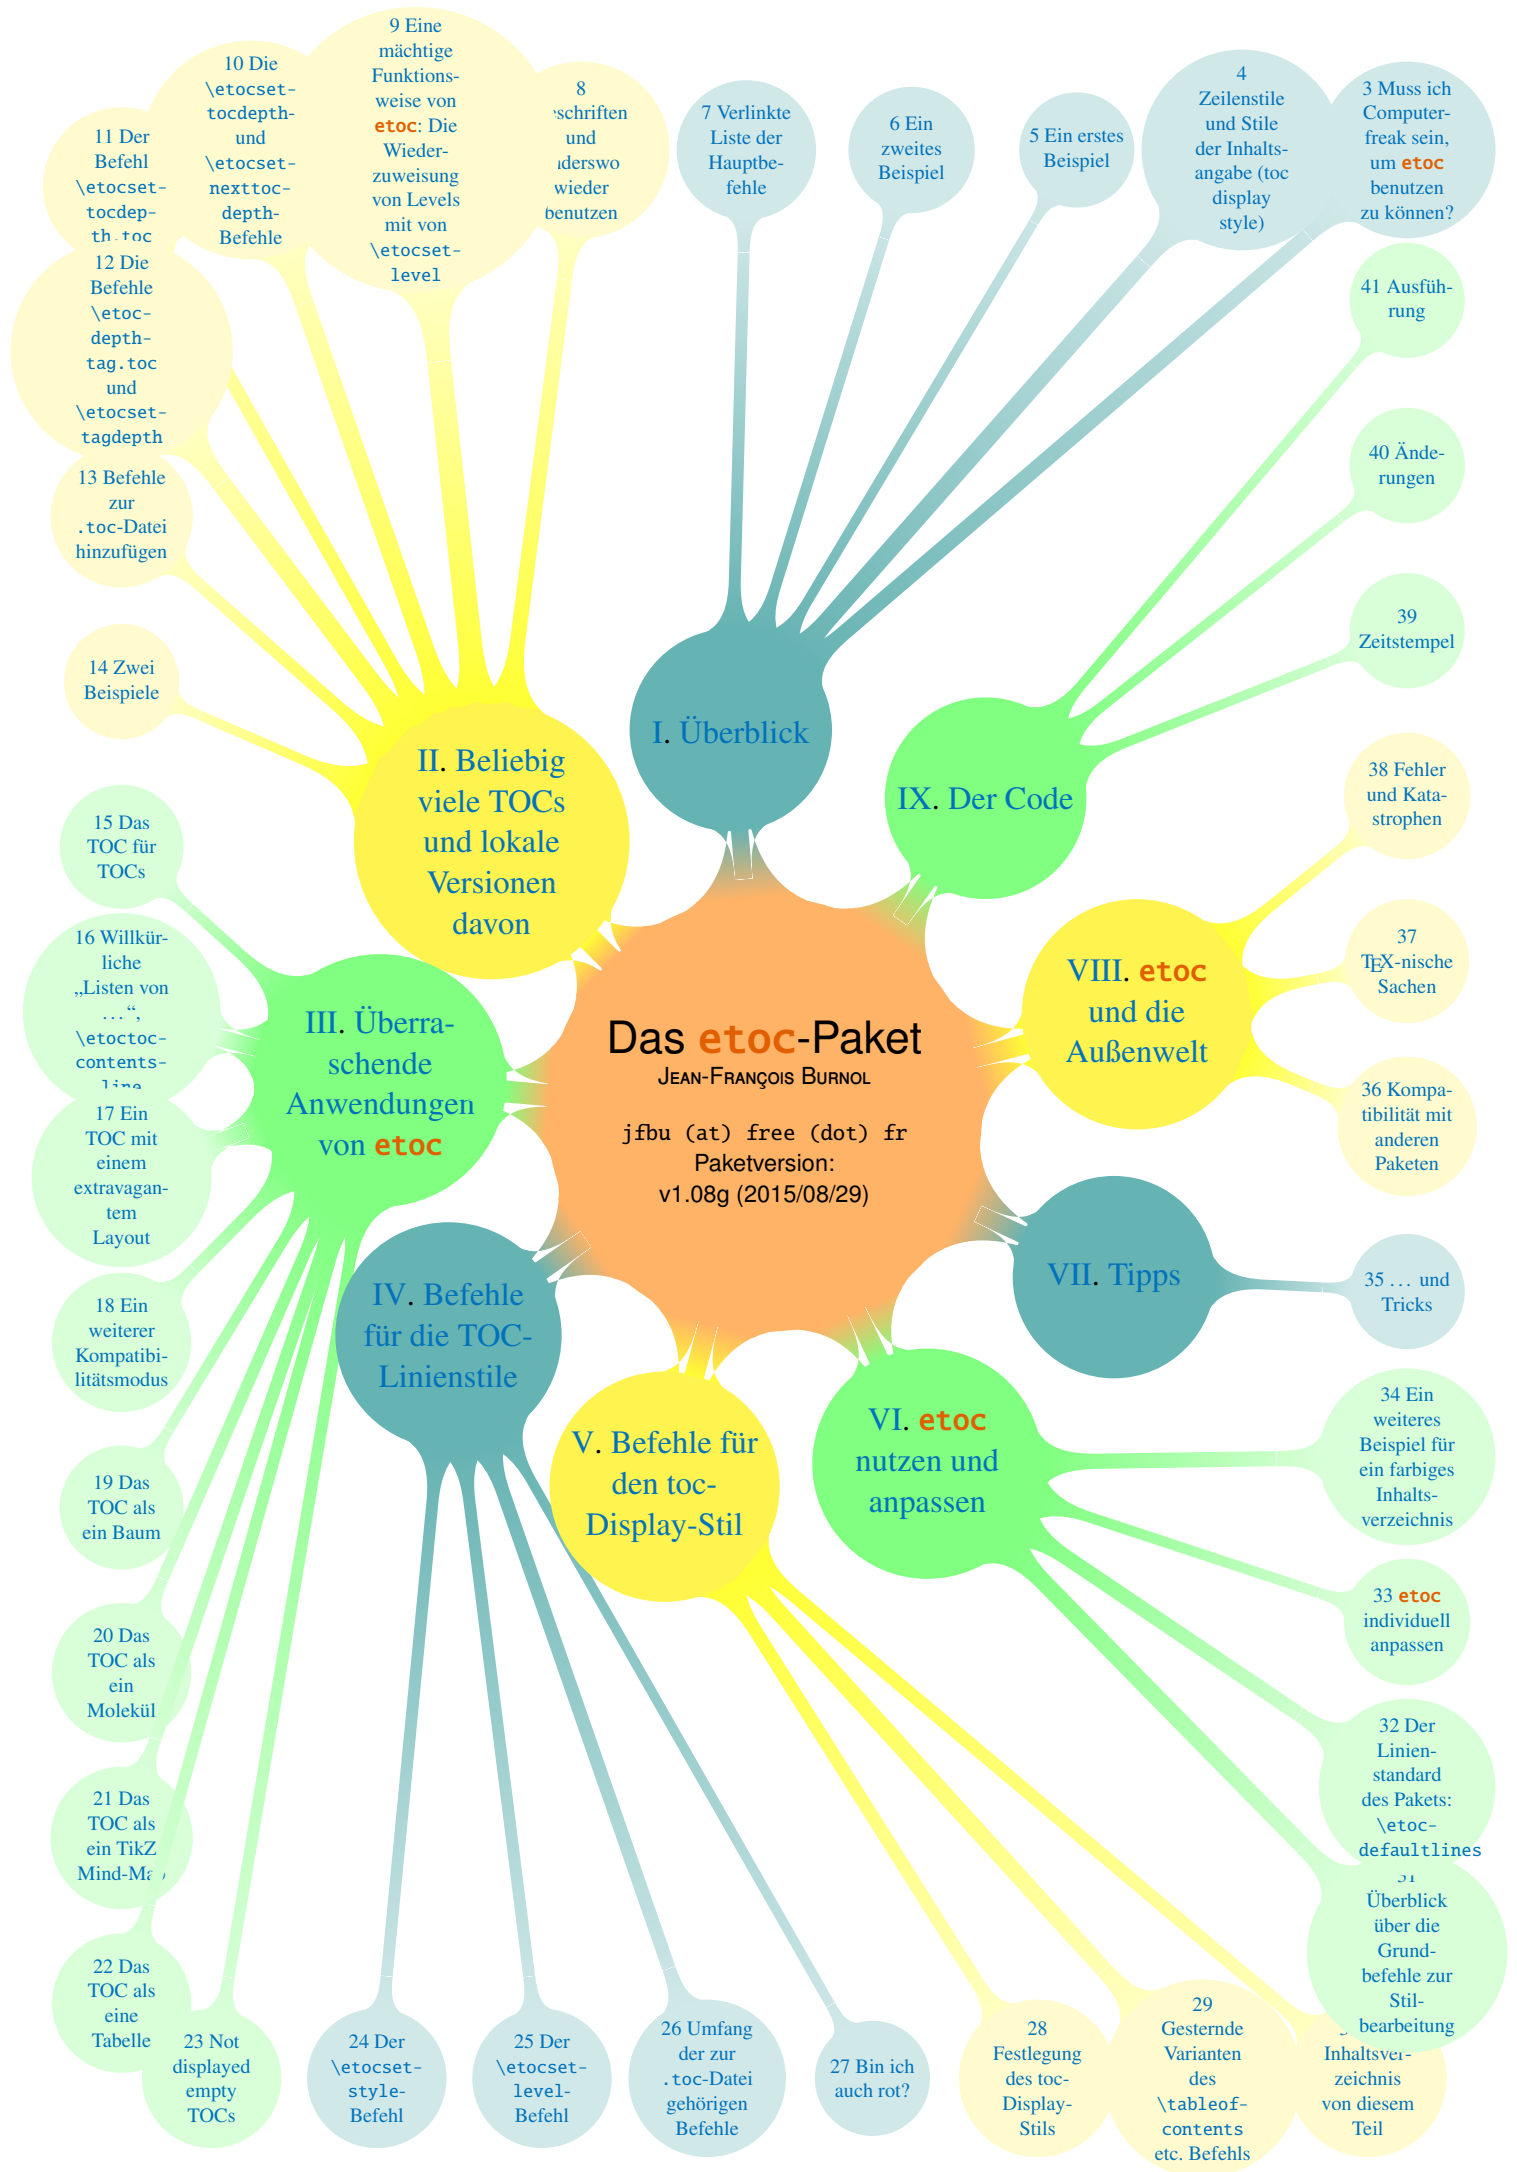 Das etoc-Paket
Jean-François Burnol
jfbu (at) free (dot) fr
Paketversion:
v1.08g (2015/08/29)
I. Überblick
3 Muss ich
Computer-
freak sein,
um etoc
benutzen
zu können?
4
Zeilenstile
und Stile
der Inhalts-
angabe (toc
display
style)
5 Ein erstes
Beispiel
6 Ein
zweites
Beispiel
7 Verlinkte
Liste der
Hauptbe-
fehle
II. Beliebig
viele TOCs
und lokale
Versionen
davon
8
und
wieder
benutzen
9 Eine
mächtige
Funktions-
weise von
etoc: Die
Wieder-
zuweisung
von Levels
mit von
\etocset-
level
10 Die
\etocset-
tocdepth-
und
\etocset-
nexttoc-
depth-
Befehle
11 Der
Befehl
\etocset-
tocdep-
th.toc
12 Die
Befehle
\etoc-
depth-
tag.toc
und
\etocset-
tagdepth
13 Befehle
zur
.toc-Datei
hinzufügen
14 Zwei
Beispiele
III. Überra-
schende
Anwendungen
von etoc
15 Das
TOC für
TOCs
16 Willkür-
liche
„Listen von
...“,
\etoctoc-
contents-
line
17 Ein
TOC mit
einem
extravagan-
tem
Layout
18 Ein
weiterer
Kompatibi-
litätsmodus
19 Das
TOC als
ein Baum
20 Das
TOC als
ein
Molekül
21 Das
TOC als
ein TikZ
22 Das
TOC als
eine
Tabelle
23 Not
displayed
empty
TOCs
IV. Befehle
für die TOC-
Linienstile
24 Der
\etocset-
style-
Befehl
25 Der
\etocset-
level-
Befehl
26 Umfang
der zur
.toc-Datei
gehörigen
Befehle
27 Bin ich
auch rot?
V. Befehle für
den toc-
Display-Stil
28
Festlegung
des toc-
Display-
Stils
29
Gesternde
Varianten
des
\tableof-
contents
etc. Befehls
Inhaltsver-
zeichnis
von diesem
Teil
VI. etoc
nutzen und
anpassen
31
Überblick
über die
Grund-
befehle zur
Stil-
bearbeitung
32 Der
Linien-
standard
des Pakets:
\etoc-
defaultlines
33 etoc
individuell
anpassen
34 Ein
weiteres
Beispiel für
ein farbiges
Inhalts-
verzeichnis
VII. Tipps
35 ... und
Tricks
VIII. etoc
und die
Außenwelt
36 Kompa-
tibilität mit
anderen
Paketen
37
TEX-nische
Sachen
38 Fehler
und Kata-
strophen
IX. Der Code
39
Zeitstempel
40 Ände-
rungen
41 Ausfüh-
rung